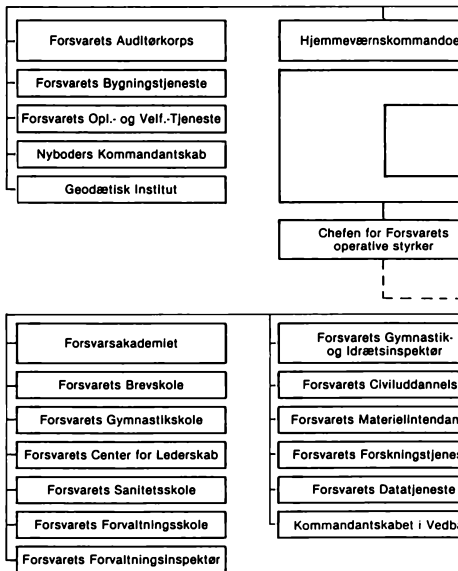 Forsvarets Auditørkorps
Forsvarets Bygningstjeneste
Forsvarets Opl.- og Velf.-Tjeneste
Nyboders Kommandantskab
Geodætisk Institut
Hjemmeværnskommandoe
Chefen for Forsvarets
operative styrker
Forsvarsakademiet
Forsvarets Brevskole
Forsvarets Gymnastikskole
Forsvarets Center for Lederskab
Forsvarets Sanitetsskole
Forsvarets Forvaltningsskole
Forsvarets Forvaltningsinspektør
Forsvarets Gymnastik-
og Idrætsinspektør
Forsvarets Civiluddannels
Forsvarets Materielintendan
Forsvarets Forskningstjenes
Forsvarets Datatjeneste
Kommandantskabet i Vedba